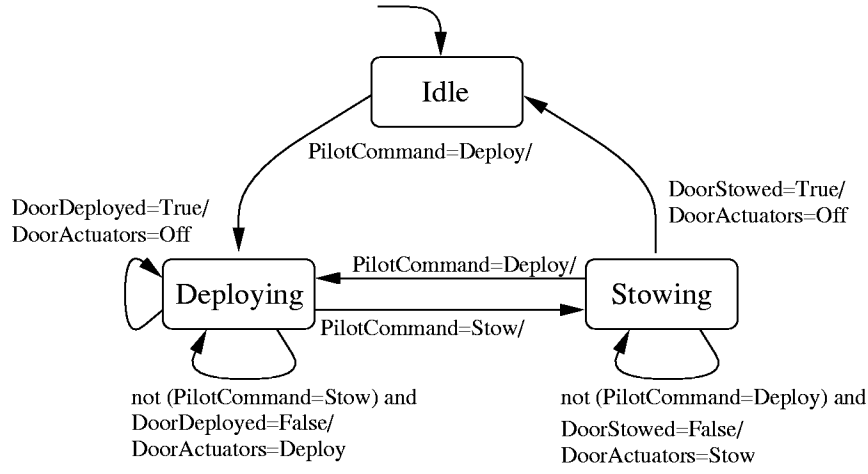 Idle
PilotCommand=Deploy/
DoorDeployed=True/
DoorActuators=Off
DoorStowed=True/
DoorActuators=Off
Deploying
PilotCommand=Deploy/
PilotCommand=Stow/
Stowing
not (PilotCommand=Stow) and
DoorDeployed=False/
DoorActuators=Deploy
not (PilotCommand=Deploy) and
DoorStowed=False/
DoorActuators=Stow